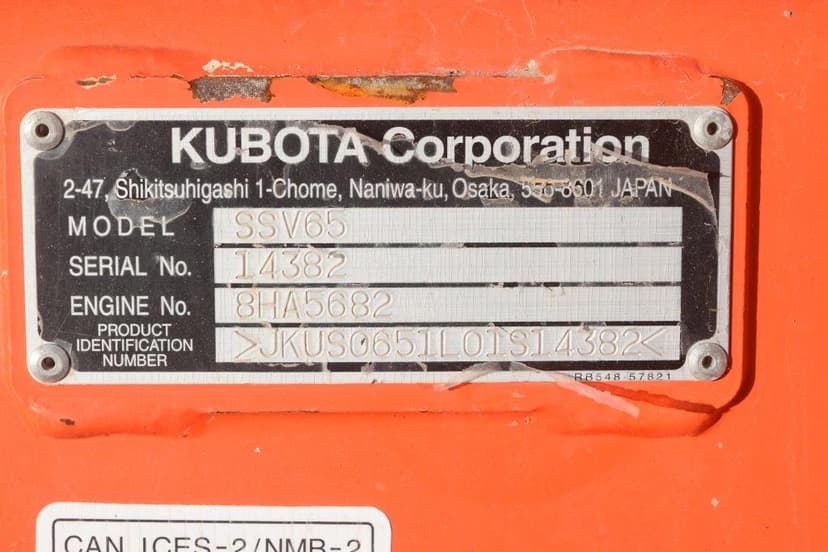 KUBOTA Corporation
2-47, Shikitsuhigashi 1-Chome, Naniwa-ku, Osaka, 556-8601 JAPAN
MODEL SSV65
SERIAL No. 14382
ENGINE No. 8HA5682
PRODUCT IDENTIFICATION NUMBER >JKUS0651L01S14382<
RB548-57821
CAN ICES-2/NMB-2